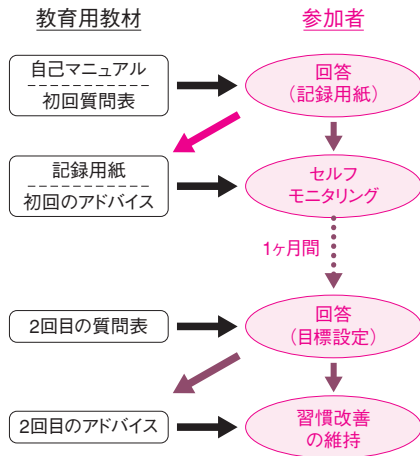 教育用教材
参加者
自己マニュアル
初回質問表
回答
(記録用紙)
記録用紙
初回のアドバイス
セルフ
モニタリング
1ヶ月間
2回目の質問表
回答
(目標設定)
2回目のアドバイス
習慣改善
の維持